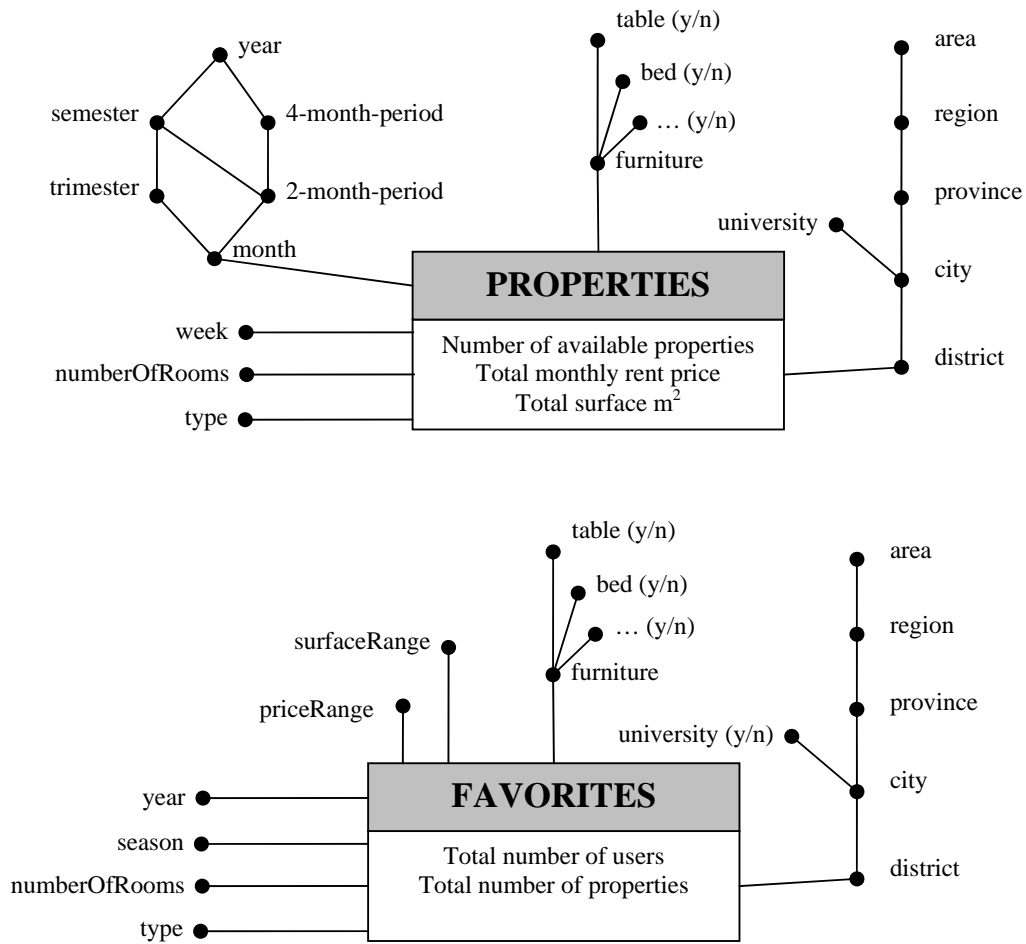 table (y/n)
year
area
bed (y/n)
semester
4-month-period
… (y/n)
region
furniture
trimester
2-month-period
province
university
month
PROPERTIES
city
week
Number of available properties
numberOfRooms
Total monthly rent price
district
type
Total surface m²
table (y/n)
area
bed (y/n)
surfaceRange
… (y/n)
region
furniture
priceRange
province
university (y/n)
year
FAVORITES
city
season
Total number of users
numberOfRooms
Total number of properties
district
type